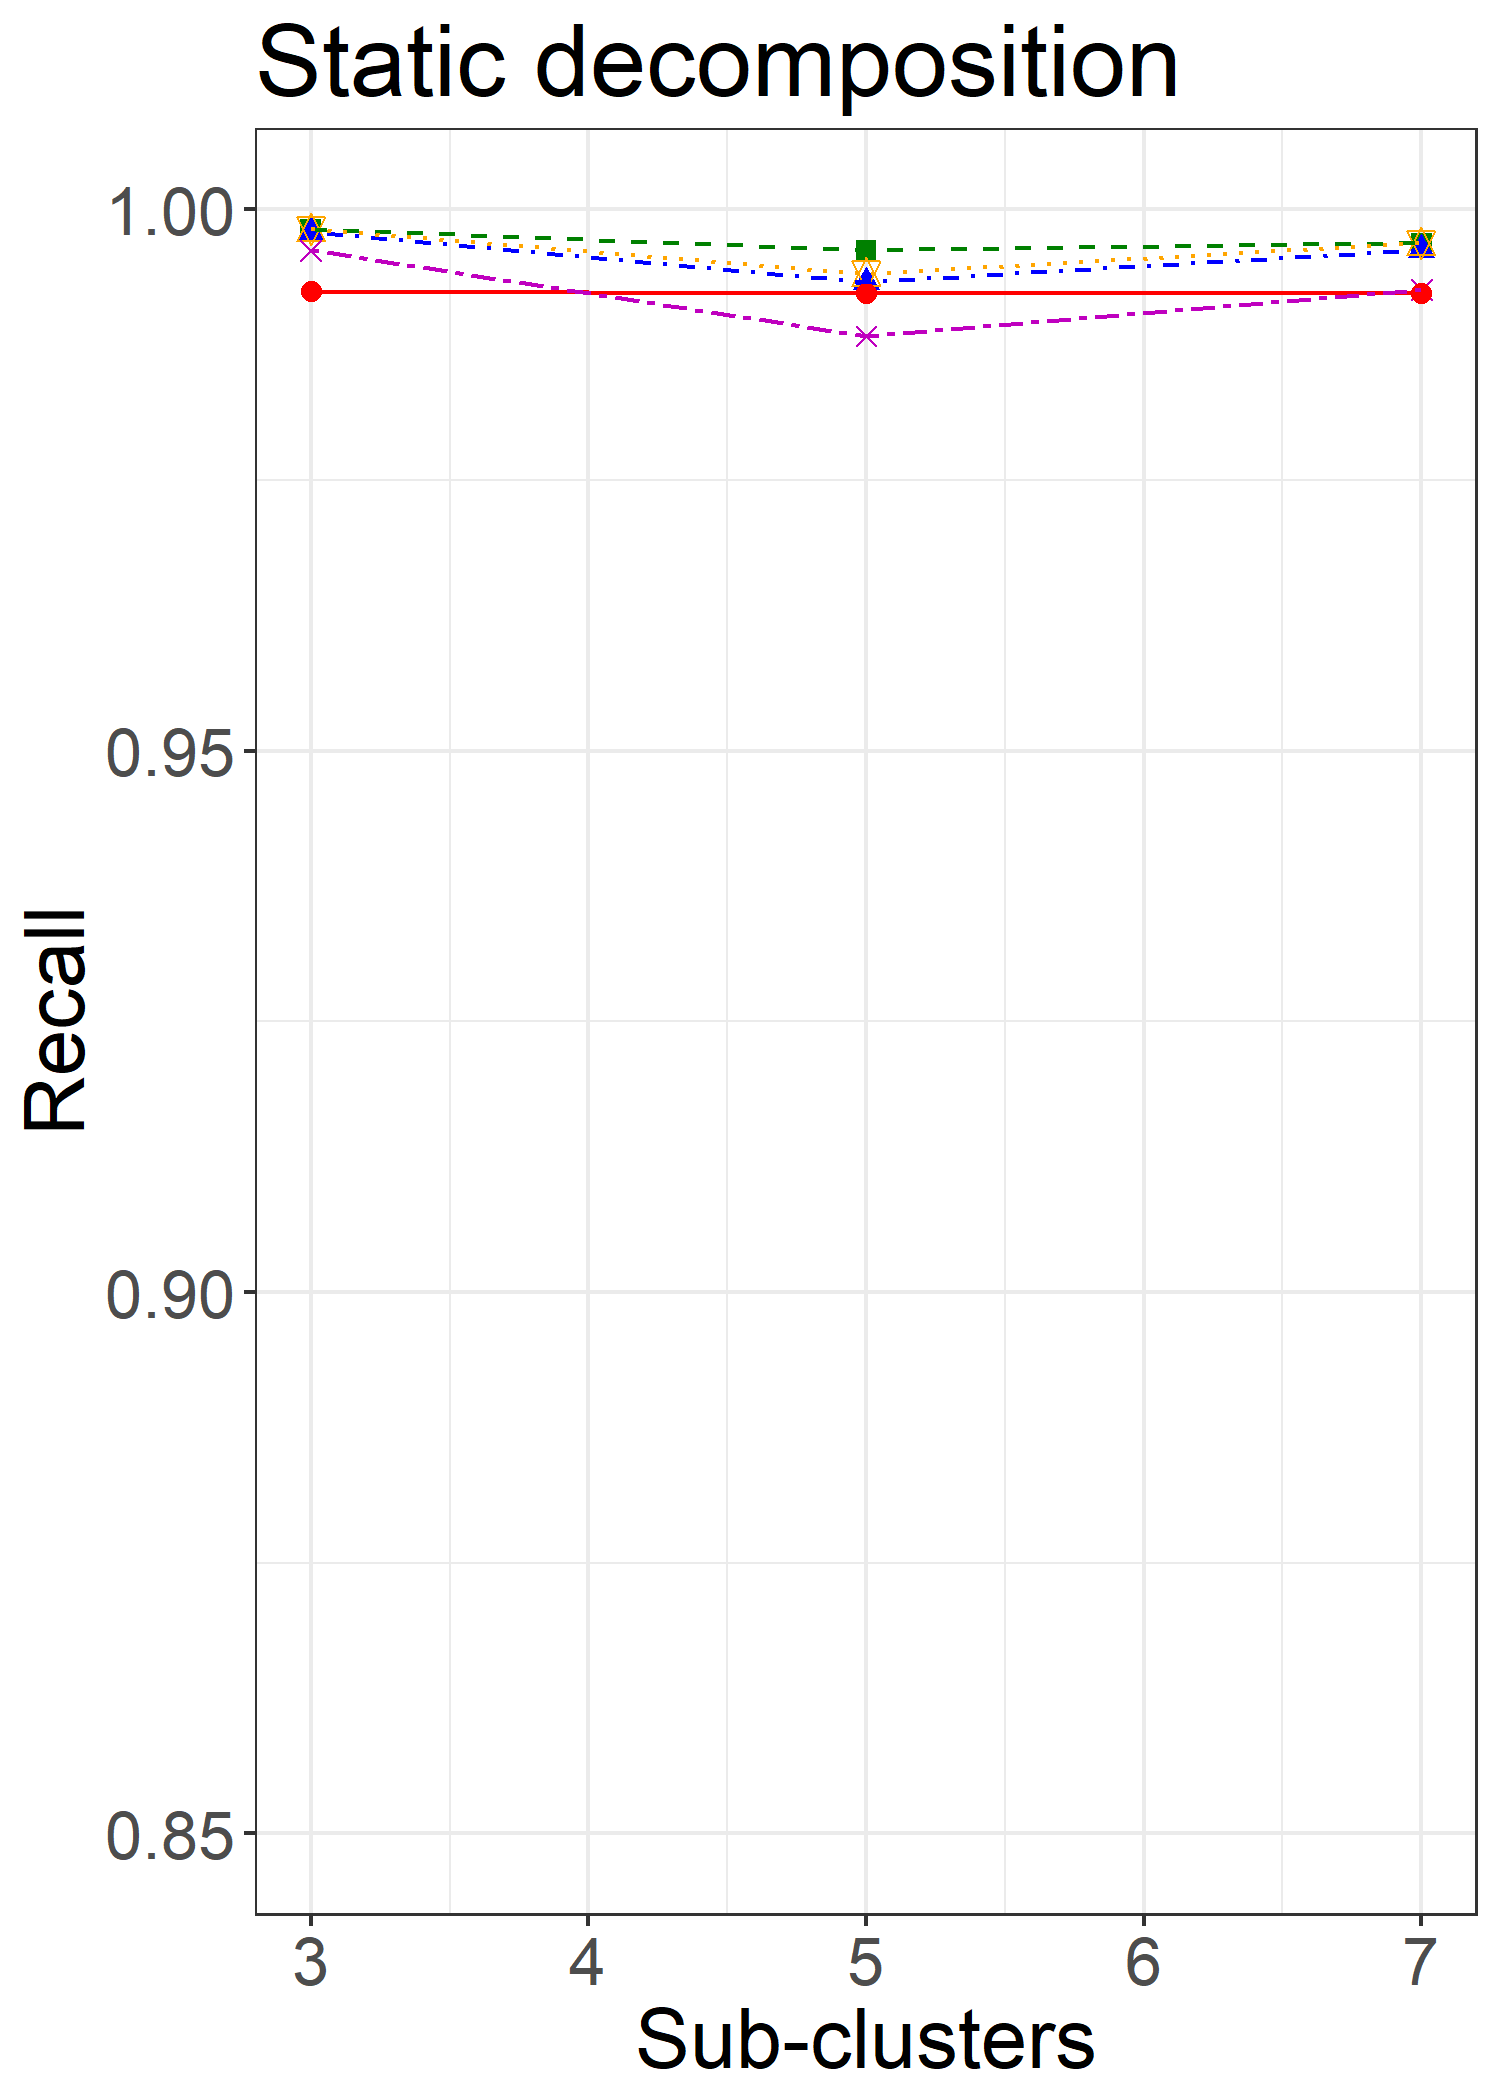 Static decomposition
1.00
0.95
0.90
0.85
Recall
3 4 5 6 7
Sub-clusters